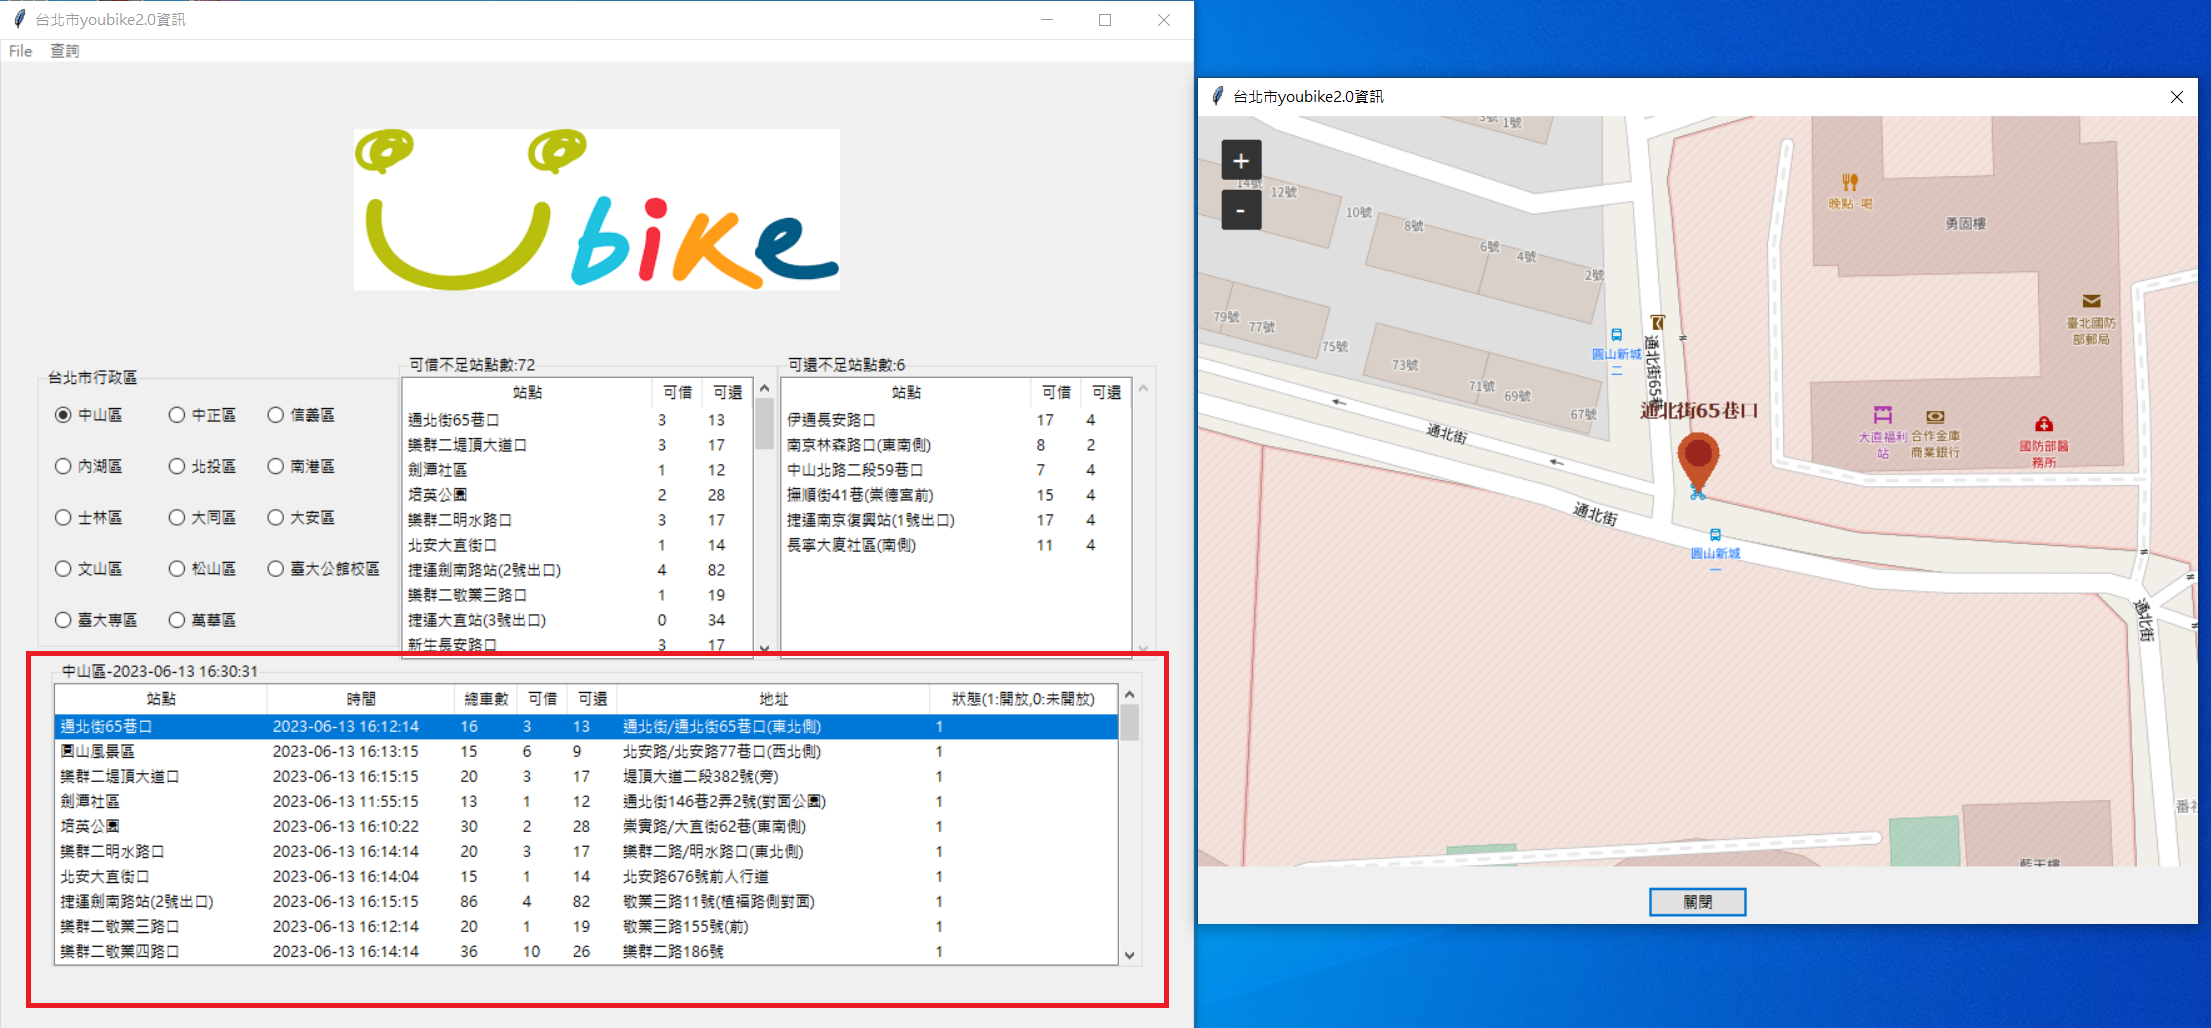 台北市youbike2.0資訊
File 查詢
bike
台北市行政區
中山區 中正區 信義區
內湖區 北投區 南港區
士林區 大同區 大安區
文山區 松山區 臺大公館校區
臺大專區 萬華區
可借不足站點數:72
站點 可借 可還
通北街65巷口 3 13
樂群二堤頂大道口 3 17
劍潭社區 1 12
培英公園 2 28
樂群二明水路口 3 17
北安大直街口 1 14
捷運劍南路站(2號出口) 4 82
樂群二敬業三路口 1 19
捷運大直站(3號出口) 0 34
新生長安路口 3 17
可還不足站點數:6
站點 可借 可還
伊通長安路口 17 4
南京林森路口(東南側) 8 2
中山北路二段59巷口 7 4
撫順街41巷(崇德宮前) 15 4
捷運南京復興站(1號出口) 17 4
長寧大廈社區(南側) 11 4
中山區-2023-06-13 16:30:31
站點 時間 總車數 可借 可還 地址 狀態(1:開放,0:未開放)
通北街65巷口 2023-06-13 16:12:14 16 3 13 通北街/通北街65巷口(東北側) 1
圓山風景區 2023-06-13 16:13:15 15 6 9 北安路/北安路77巷口(西北側) 1
樂群二堤頂大道口 2023-06-13 16:15:15 20 3 17 堤頂大道二段382號(旁) 1
劍潭社區 2023-06-13 11:55:15 13 1 12 通北街146巷2弄2號(對面公園) 1
培英公園 2023-06-13 16:10:22 30 2 28 崇實路/大直街62巷(東南側) 1
樂群二明水路口 2023-06-13 16:14:14 20 3 17 樂群二路/明水路口(東北側) 1
北安大直街口 2023-06-13 16:14:04 15 1 14 北安路676號前人行道 1
捷運劍南路站(2號出口) 2023-06-13 16:15:15 86 4 82 敬業三路11號(植福路側對面) 1
樂群二敬業三路口 2023-06-13 16:12:14 20 1 19 敬業三路155號(前) 1
樂群二敬業四路口 2023-06-13 16:14:14 36 10 26 樂群二路186號 1
台北市youbike2.0資訊
+
-
3號 1號
14號 12號
10號
8號
6號
4號
2號
79號
77號
75號
73號
71號
69號
67號
晚點·喝
勇固樓
臺北國防
部郵局
圓山新城
二
通北街65巷
通北街65巷口
大直福利
站
合作金庫
商業銀行
國防部醫
務所
通北街
通北街
圓山新城
一
通北街
藍天樓
關閉